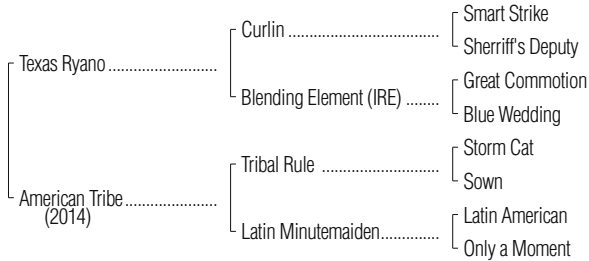 Smart Strike
Curlin ........................................
Sherriff's Deputy
Texas Ryano .............................
Great Commotion
Blending Element (IRE) .........
Blue Wedding
Storm Cat
Tribal Rule ...............................
Sown
American Tribe........................
(2014)
Latin American
Latin Minutemaiden................
Only a Moment